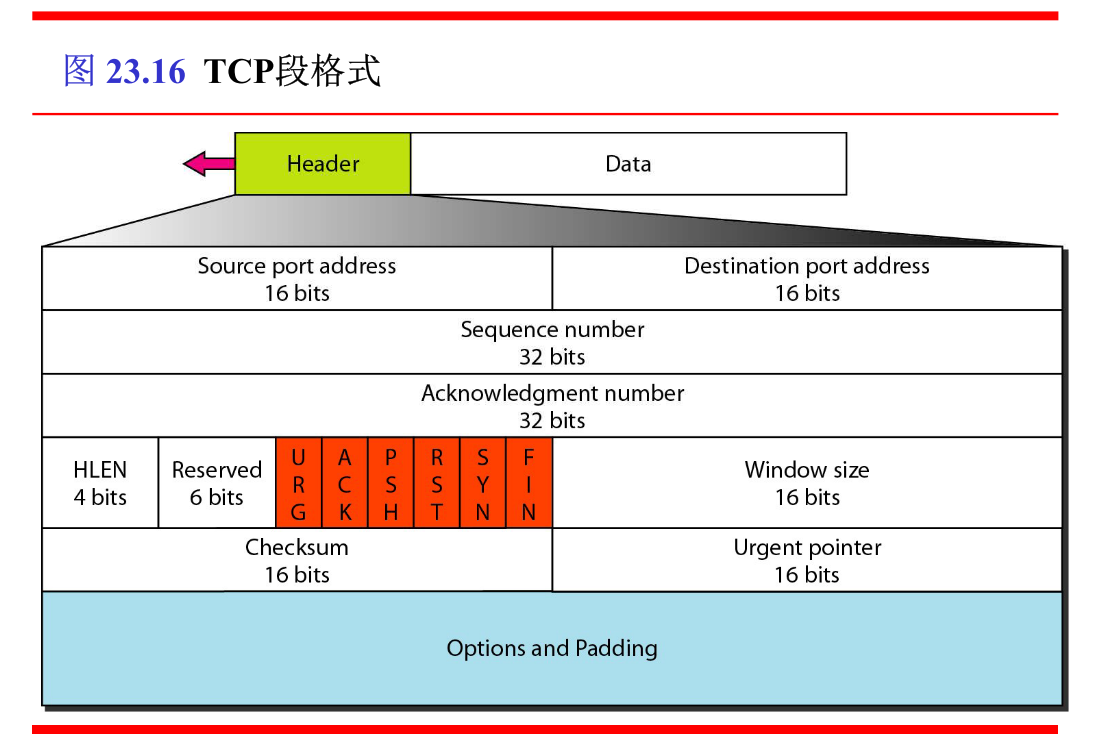 图 23.16 TCP段格式
Header
Data
Source port address
16 bits
Destination port address
16 bits
Sequence number
32 bits
Acknowledgment number
32 bits
HLEN
4 bits
Reserved
6 bits
URG
ACK
PSH
RST
SYN
FIN
Window size
16 bits
Checksum
16 bits
Urgent pointer
16 bits
Options and Padding